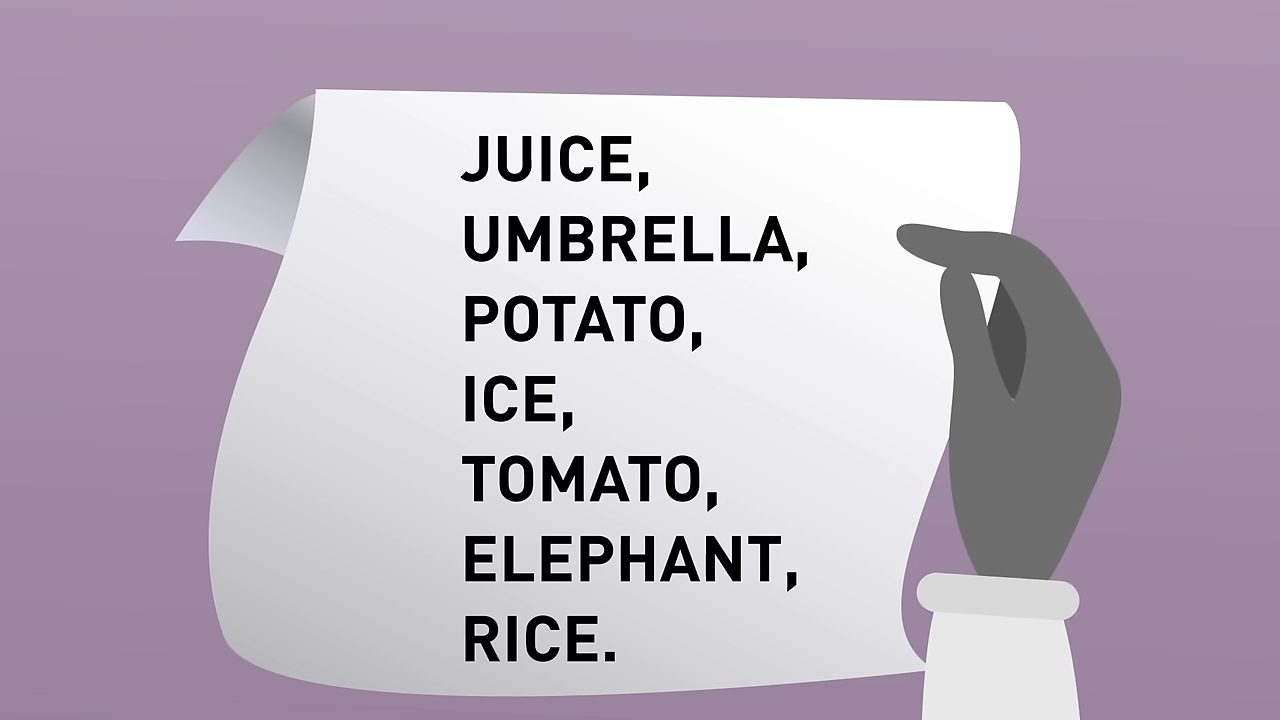 JUICE,
UMBRELLA,
POTATO,
ICE,
TOMATO,
ELEPHANT,
RICE.